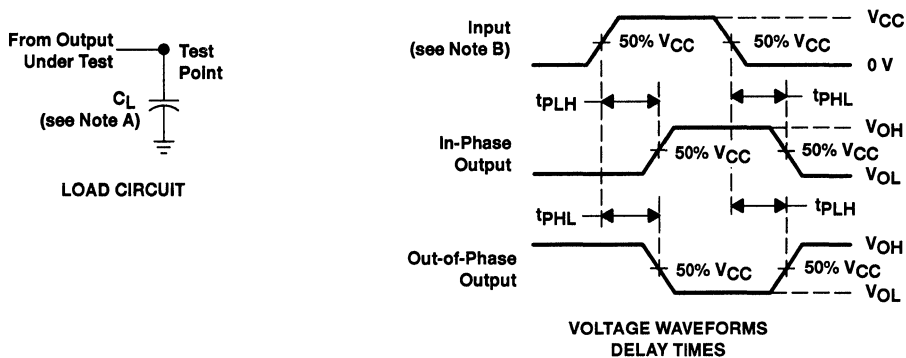 From Output
Under Test
Test
Point
CL
(see Note A)
LOAD CIRCUIT
Input
(see Note B)
50% VCC
50% VCC
VCC
0 V
tPLH
tPHL
In-Phase
Output
50% VCC
50% VCC
VOH
VOL
tPHL
tPLH
Out-of-Phase
Output
50% VCC
50% VCC
VOH
VOL
VOLTAGE WAVEFORMS
DELAY TIMES